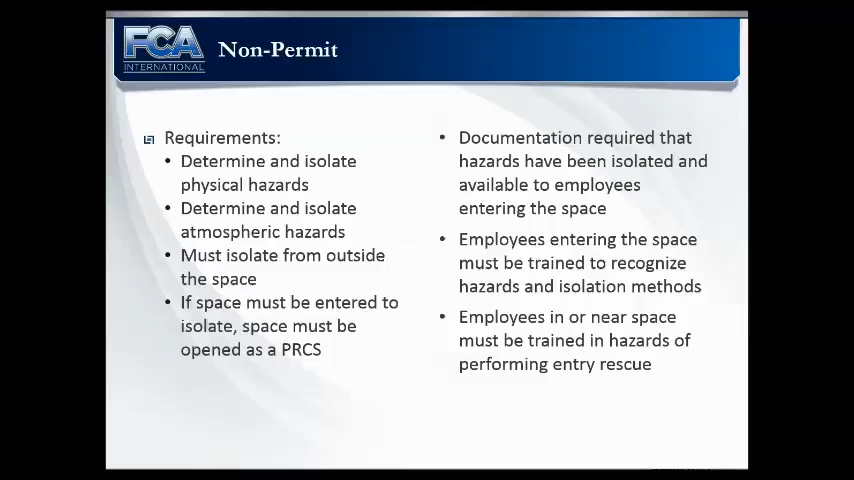 FCA
INTERNATIONAL
Non-Permit
Requirements:
• Determine and isolate
physical hazards
• Determine and isolate
atmospheric hazards
• Must isolate from outside
the space
• If space must be entered to
isolate, space must be
opened as a PRCS
• Documentation required that
hazards have been isolated and
available to employees
entering the space
• Employees entering the space
must be trained to recognize
hazards and isolation methods
• Employees in or near space
must be trained in hazards of
performing entry rescue